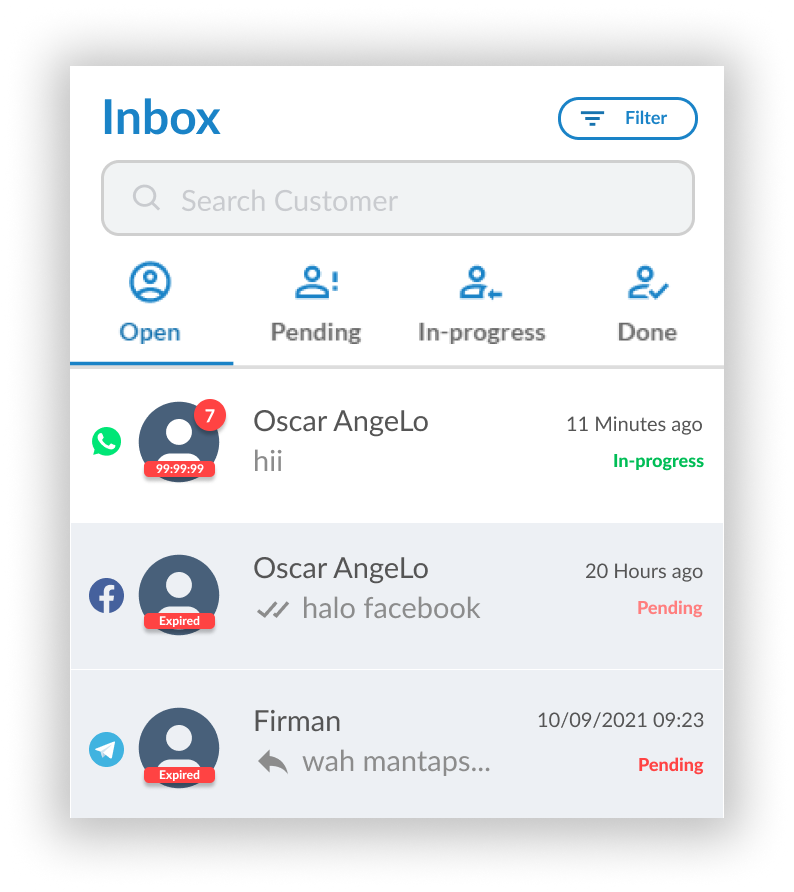 Inbox
Filter
Search Customer
Open Pending In-progress Done
7
Oscar AngeLo
11 Minutes ago
99:99:99
hii
In-progress
Oscar AngeLo
20 Hours ago
Expired
halo facebook
Pending
Firman
10/09/2021 09:23
Expired
wah mantaps...
Pending